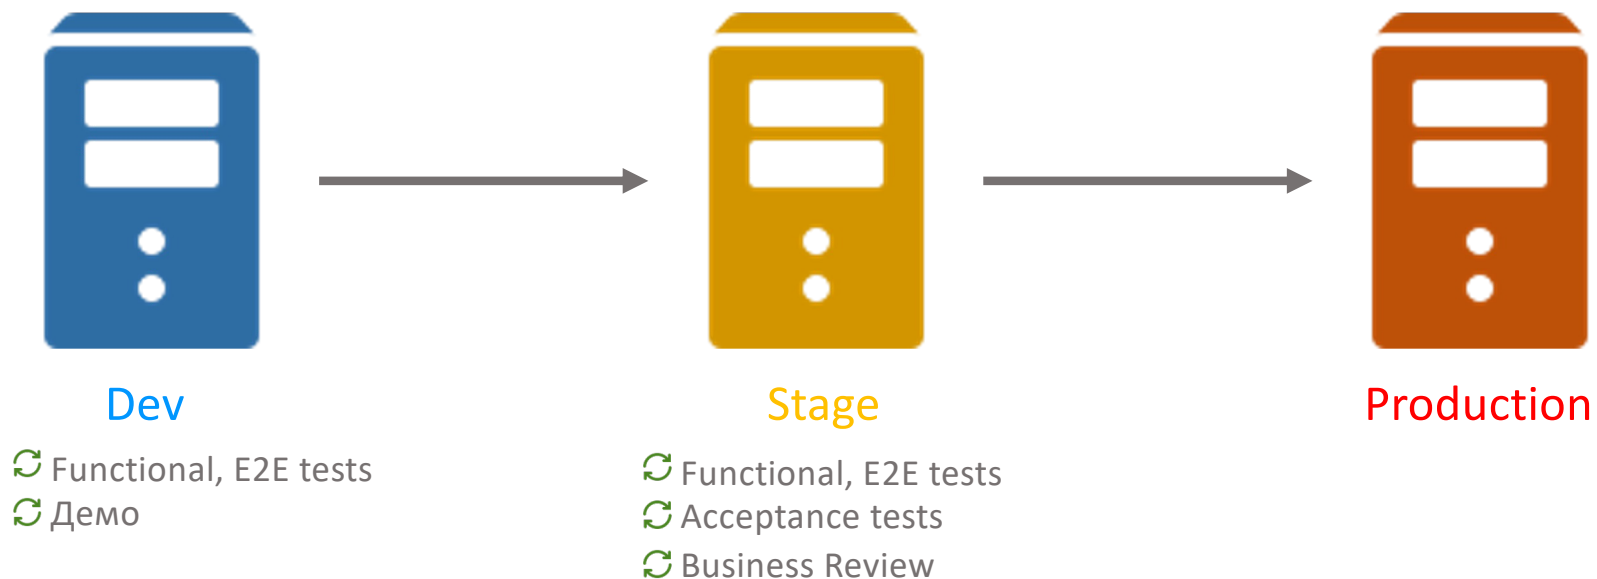 Dev
Functional, E2E tests
Демо
Stage
Functional, E2E tests
Acceptance tests
Business Review
Production